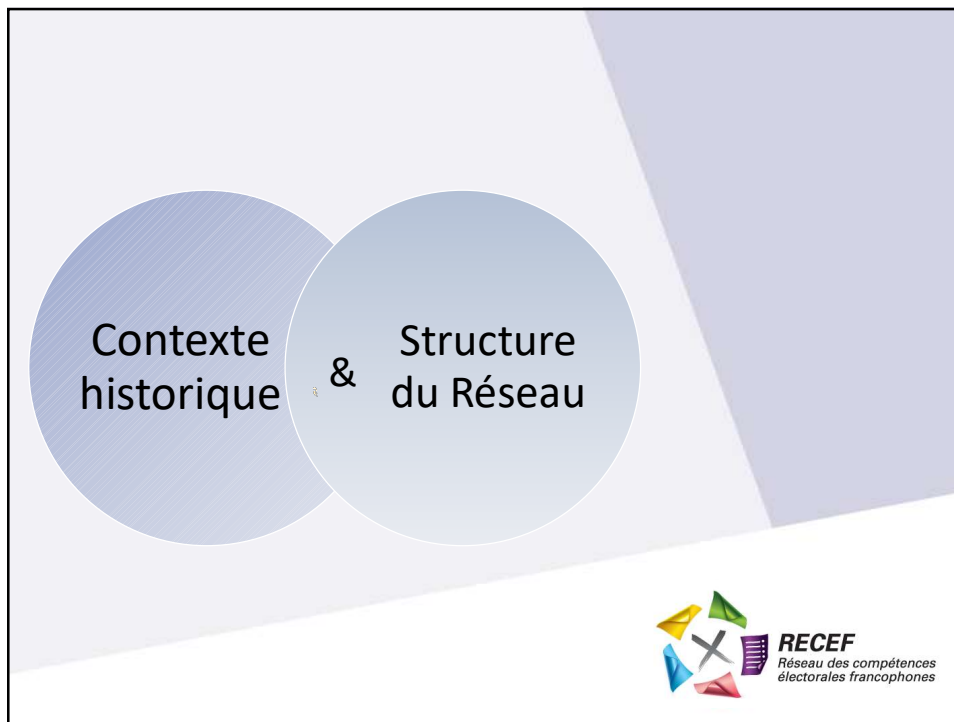 Contexte
historique
&
Structure
du Réseau
RECEF
Réseau des compétences
électorales francophones